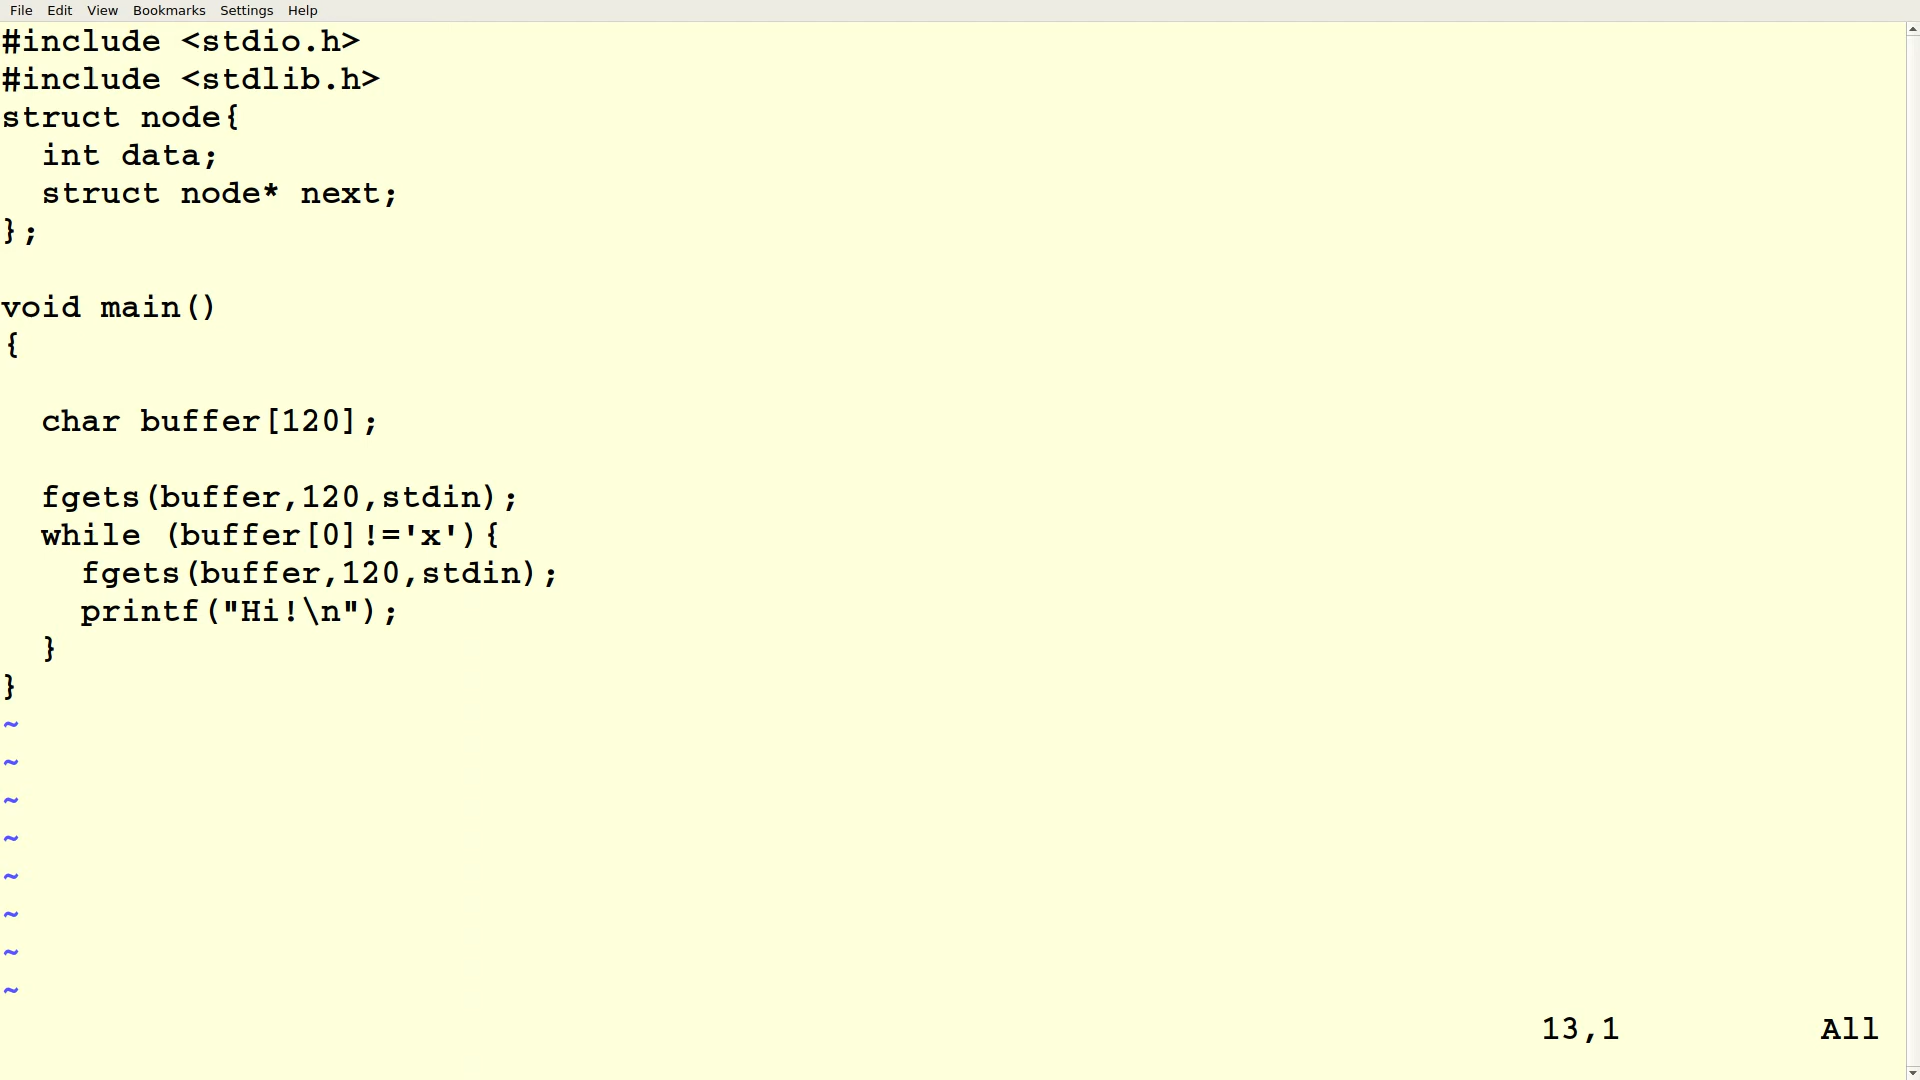 File Edit View Bookmarks Settings Help
#include <stdio.h>
#include <stdlib.h>
struct node{
  int data;
  struct node* next;
};
void main()
{
  char buffer[120];
  fgets(buffer,120,stdin);
  while (buffer[0]!='x'){
    fgets(buffer,120,stdin);
    printf("Hi!\n");
  }
}
~
~
~
~
~
~
~
~
13,1 All